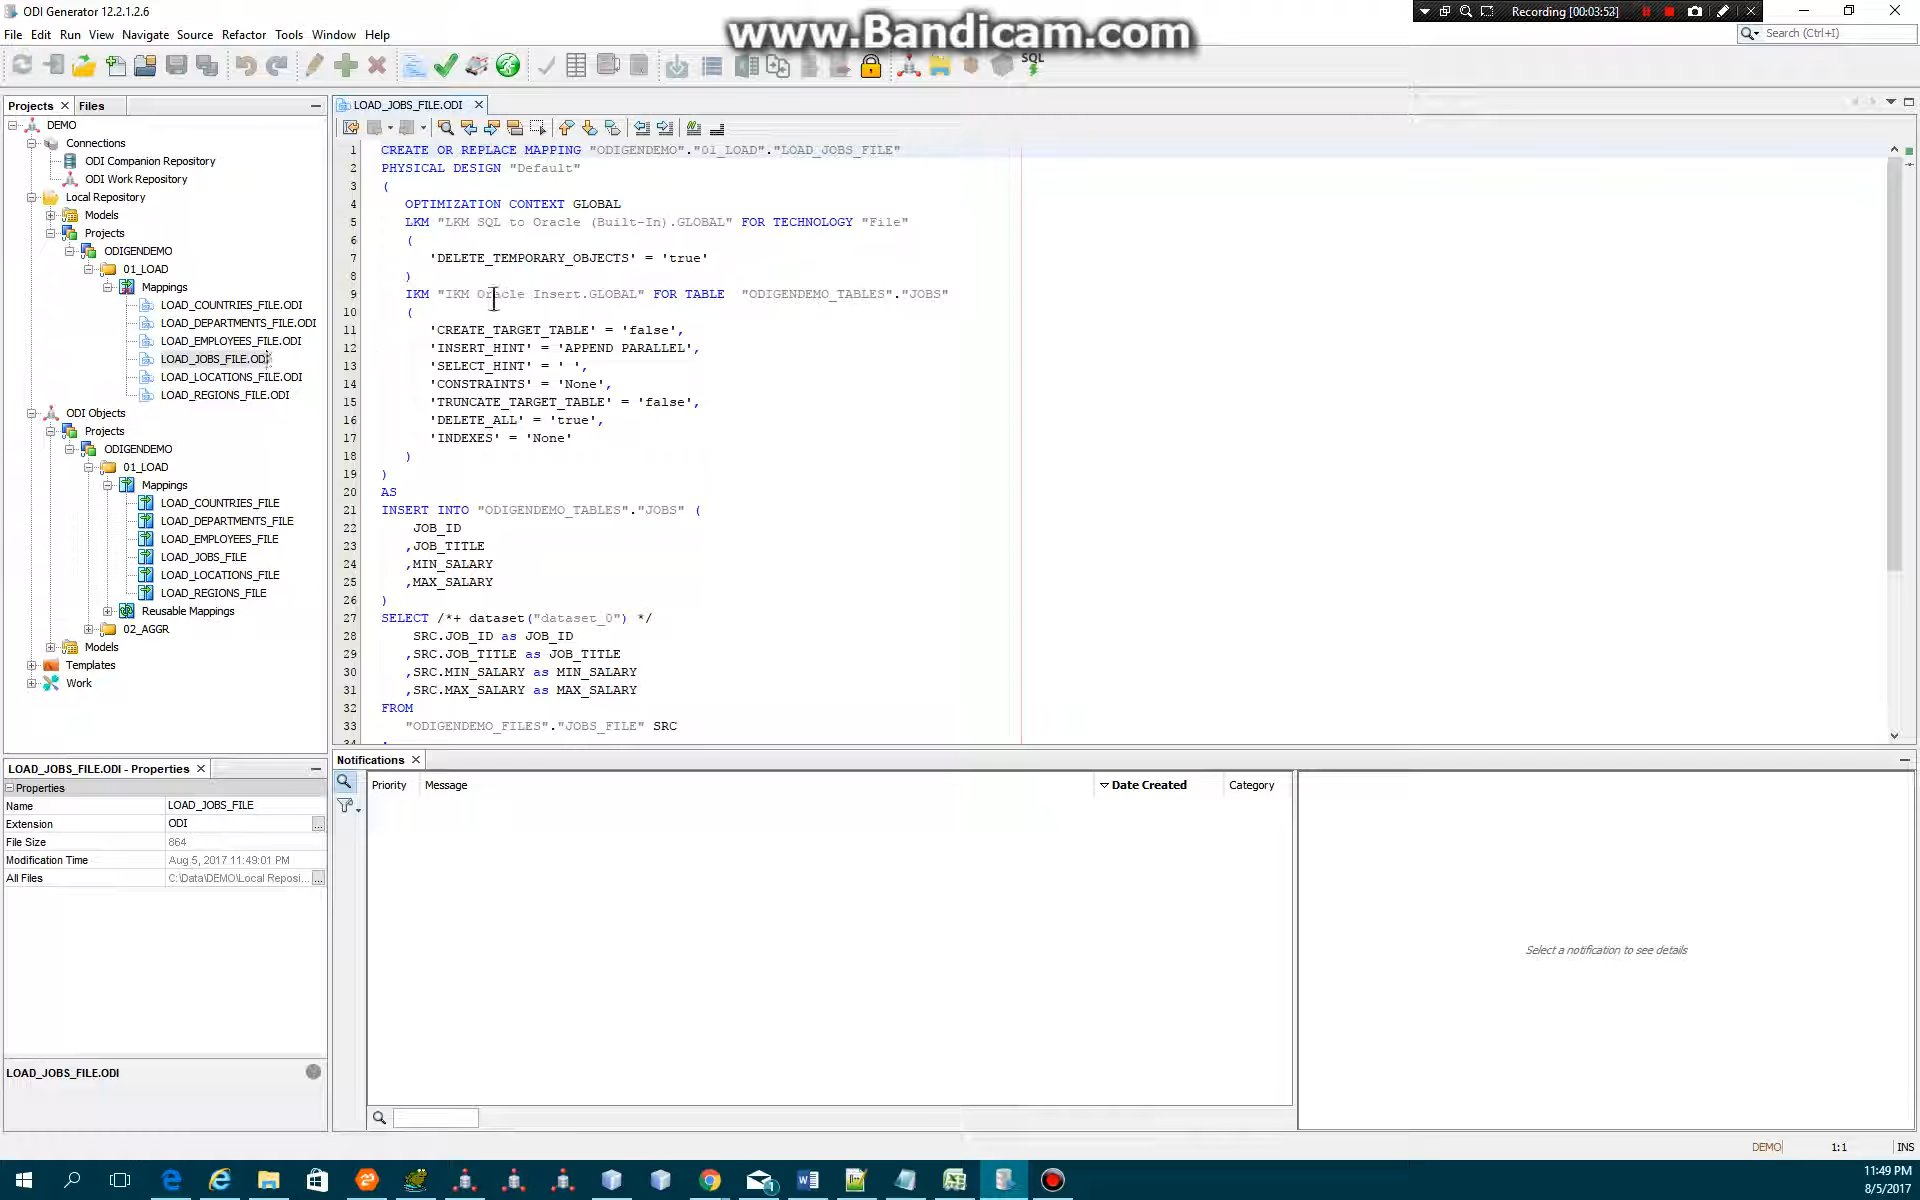 ODI Generator 12.2.1.2.6
www.Bandicam.com
Recording [00:03:52]
File Edit Run View Navigate Source Refactor Tools Window Help
Search (Ctrl+I)
SQL
Projects Files
DEMO
Connections
ODI Companion Repository
ODI Work Repository
Local Repository
Models
Projects
ODIGENDEMO
01_LOAD
Mappings
LOAD_COUNTRIES_FILE.ODI
LOAD_DEPARTMENTS_FILE.ODI
LOAD_EMPLOYEES_FILE.ODI
LOAD_JOBS_FILE.ODI
LOAD_LOCATIONS_FILE.ODI
LOAD_REGIONS_FILE.ODI
ODI Objects
Projects
ODIGENDEMO
01_LOAD
Mappings
LOAD_COUNTRIES_FILE
LOAD_DEPARTMENTS_FILE
LOAD_EMPLOYEES_FILE
LOAD_JOBS_FILE
LOAD_LOCATIONS_FILE
LOAD_REGIONS_FILE
Reusable Mappings
02_AGGR
Models
Templates
Work
LOAD_JOBS_FILE.ODI
1 CREATE OR REPLACE MAPPING "ODIGENDEMO"."01_LOAD"."LOAD_JOBS_FILE"
2 PHYSICAL DESIGN "Default"
3 (
4 OPTIMIZATION CONTEXT GLOBAL
5 LKM "LKM SQL to Oracle (Built-In).GLOBAL" FOR TECHNOLOGY "File"
6 (
7 'DELETE_TEMPORARY_OBJECTS' = 'true'
8 )
9 IKM "IKM Oracle Insert.GLOBAL" FOR TABLE "ODIGENDEMO_TABLES"."JOBS"
10 (
11 'CREATE_TARGET_TABLE' = 'false',
12 'INSERT_HINT' = 'APPEND PARALLEL',
13 'SELECT_HINT' = ' ',
14 'CONSTRAINTS' = 'None',
15 'TRUNCATE_TARGET_TABLE' = 'false',
16 'DELETE_ALL' = 'true',
17 'INDEXES' = 'None'
18 )
19 )
20 AS
21 INSERT INTO "ODIGENDEMO_TABLES"."JOBS" (
22 JOB_ID
23 ,JOB_TITLE
24 ,MIN_SALARY
25 ,MAX_SALARY
26 )
27 SELECT /*+ dataset("dataset_0") */
28 SRC.JOB_ID as JOB_ID
29 ,SRC.JOB_TITLE as JOB_TITLE
30 ,SRC.MIN_SALARY as MIN_SALARY
31 ,SRC.MAX_SALARY as MAX_SALARY
32 FROM
33 "ODIGENDEMO_FILES"."JOBS_FILE" SRC
LOAD_JOBS_FILE.ODI - Properties
Properties
Name LOAD_JOBS_FILE
Extension ODI ...
File Size 864
Modification Time Aug 5, 2017 11:49:01 PM
All Files C:\Data\DEMO\Local Reposi... ...
LOAD_JOBS_FILE.ODI
Notifications
Priority Message Date Created Category
Select a notification to see details
DEMO 1:1 INS
11:49 PM
8/5/2017